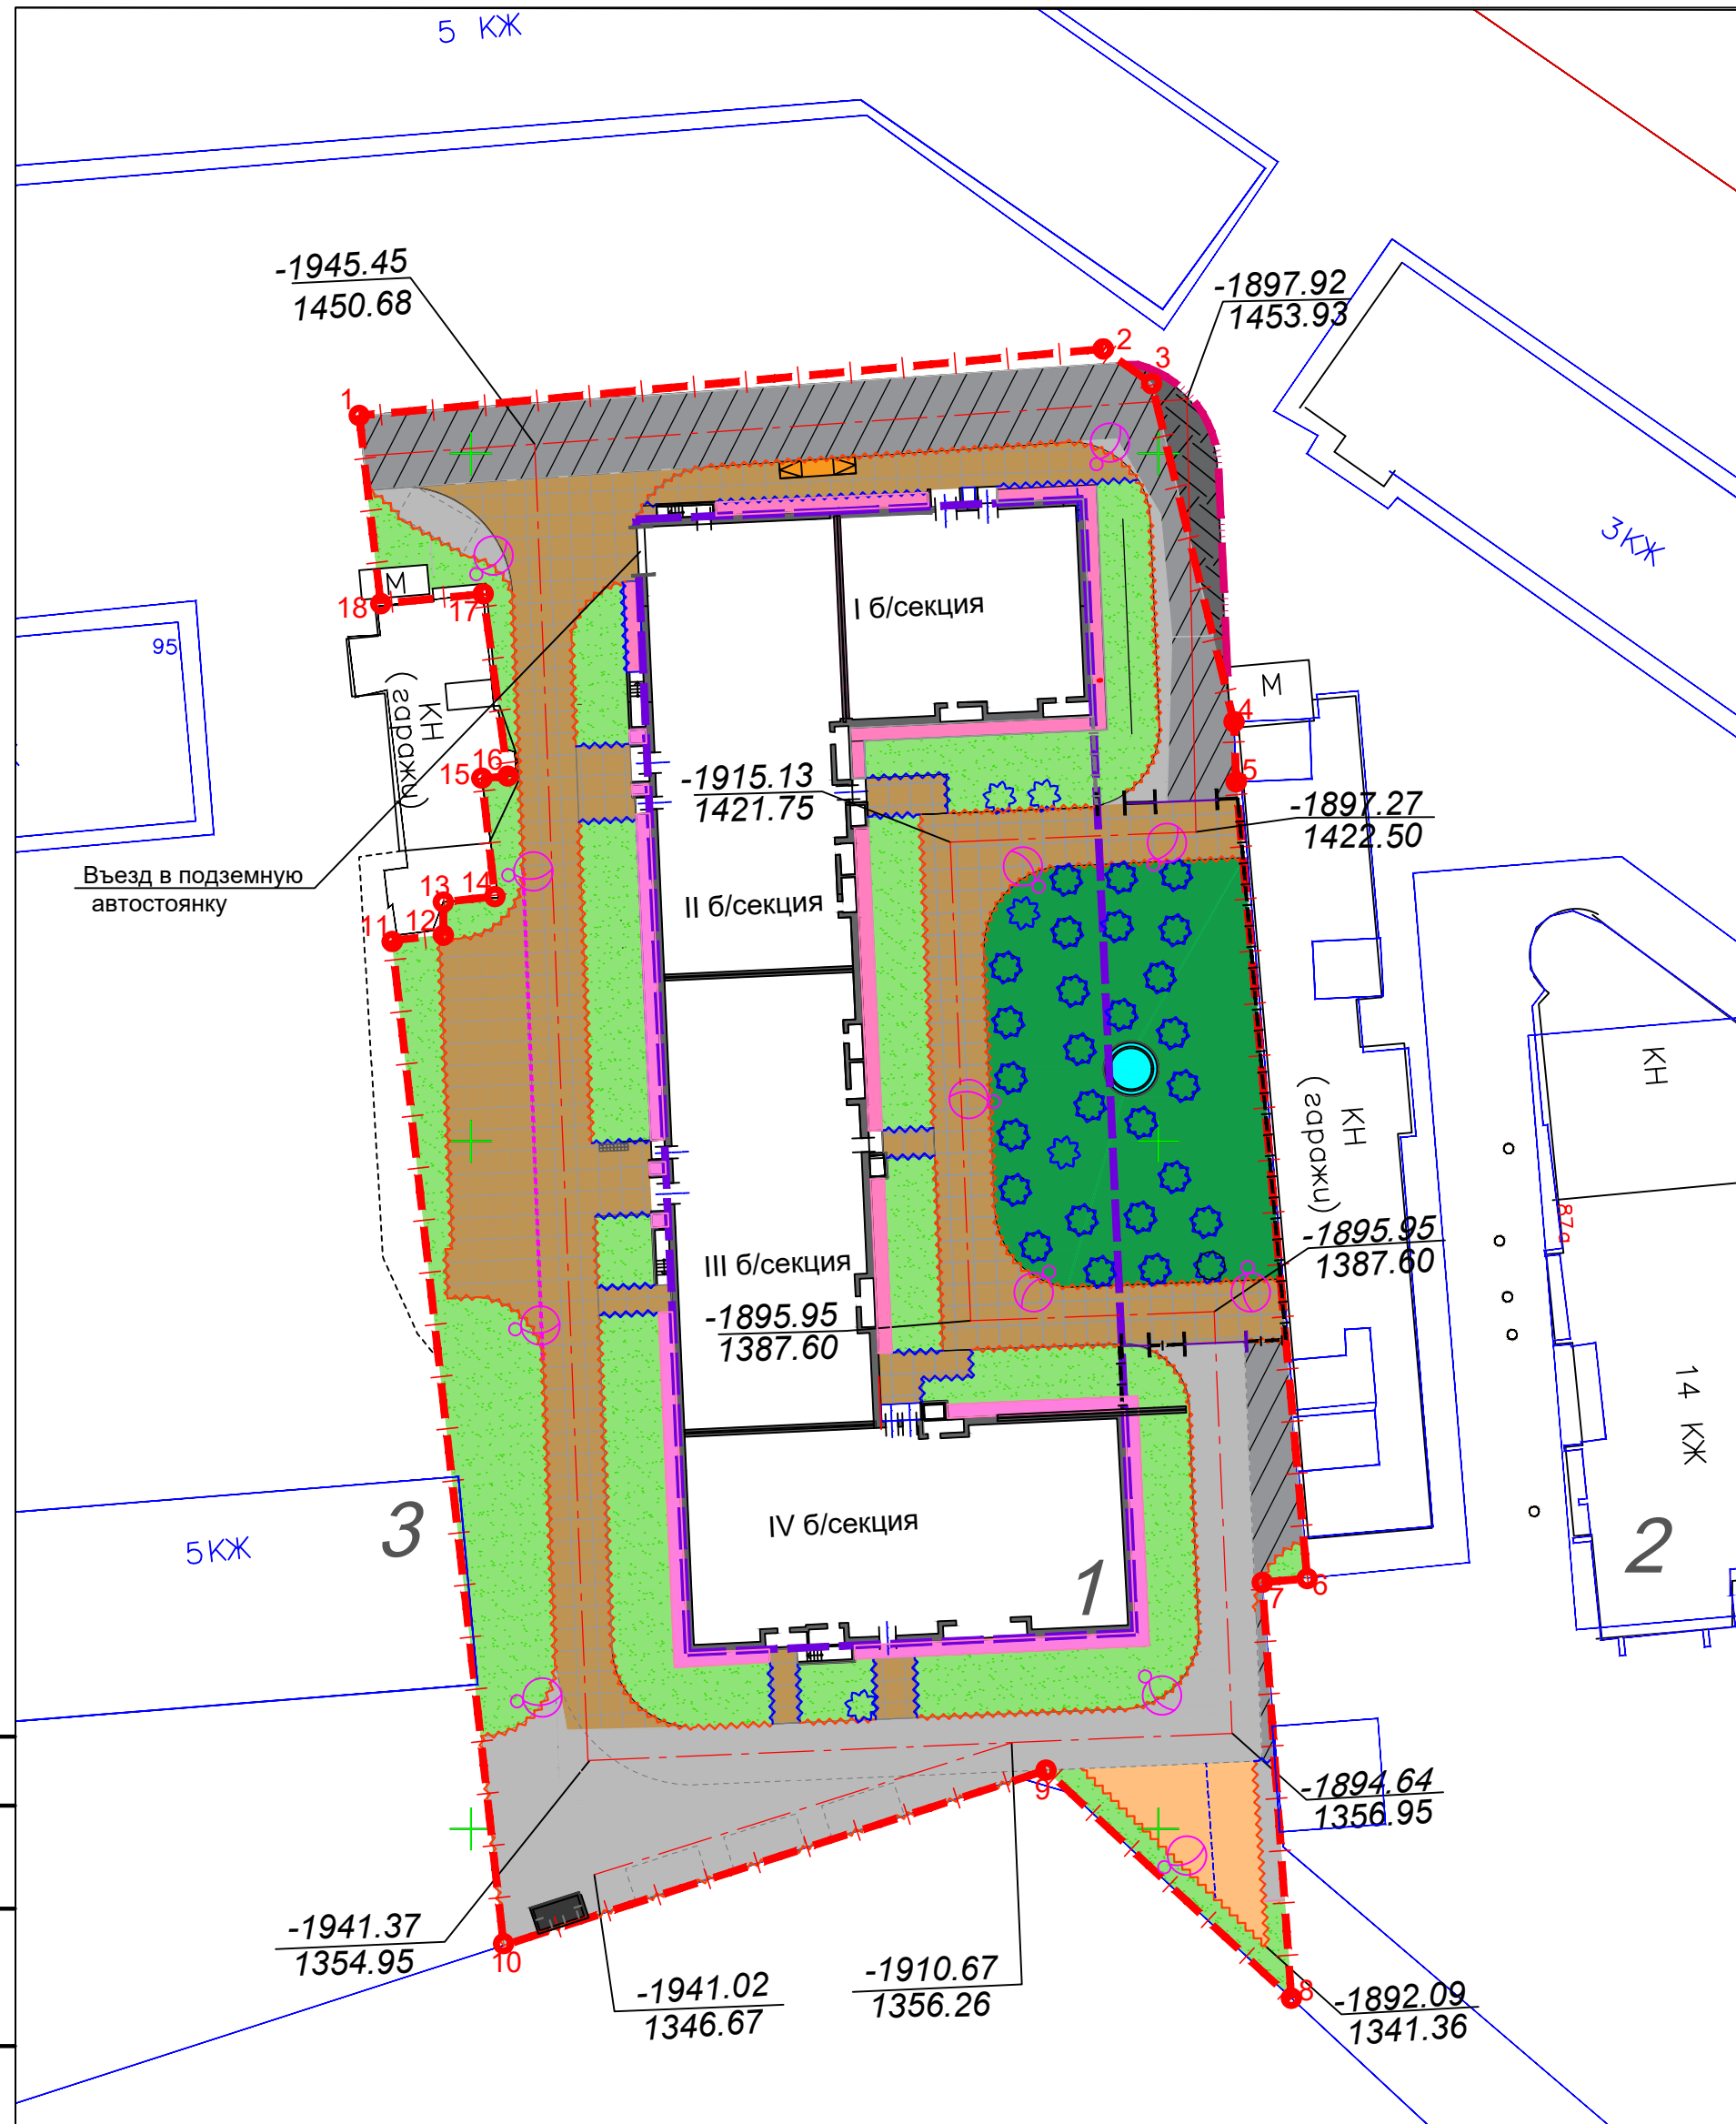 5 КЖ
-1945.45
1450.68
-1897.92
1453.93
1
2
3
3КЖ
I б/секция
М
18
17
95
КН
(гаражи)
М
4
5
15
16
-1915.13
1421.75
-1897.27
1422.50
Въезд в подземную
автостоянку
13
14
II б/секция
11
12
КН
КН
(гаражи)
87а
-1895.95
1387.60
III б/секция
-1895.95
1387.60
14 КЖ
3
5КЖ
IV б/секция
1
2
7
6
9
-1894.64
1356.95
-1941.37
1354.95
10
-1941.02
1346.67
-1910.67
1356.26
8
-1892.09
1341.36